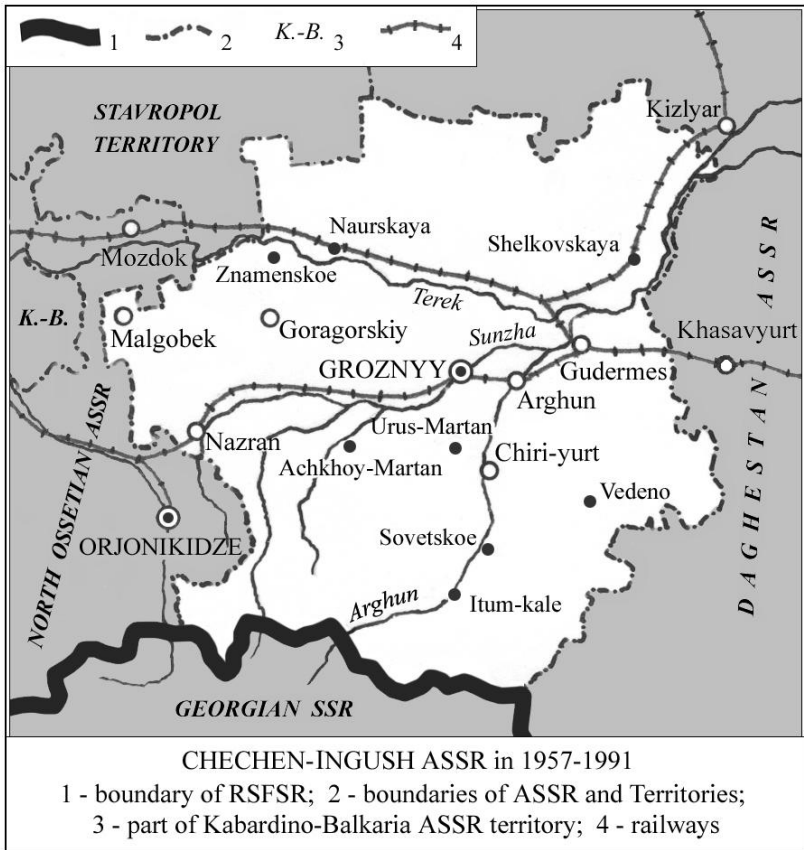 1
2
K.-B. 3
4
STAVROPOL
TERRITORY
Kizlyar
Mozdok
Naurskaya
Znamenskoe
Shelkovskaya
Terek
K.-B.
Malgobek
Goragorskiy
Sunzha
Khasavyurt
GROZNYY
Gudermes
Arghun
Nazran
Urus-Martan
Achkhoy-Martan
Chiri-yurt
Vedeno
ORJONIKIDZE
Sovetskoe
Arghun
Itum-kale
NORTH OSSETIAN-ASSR
DAGHESTAN ASSR
GEORGIAN SSR
CHECHEN-INGUSH ASSR in 1957-1991
1 - boundary of RSFSR; 2 - boundaries of ASSR and Territories;
3 - part of Kabardino-Balkaria ASSR territory; 4 - railways